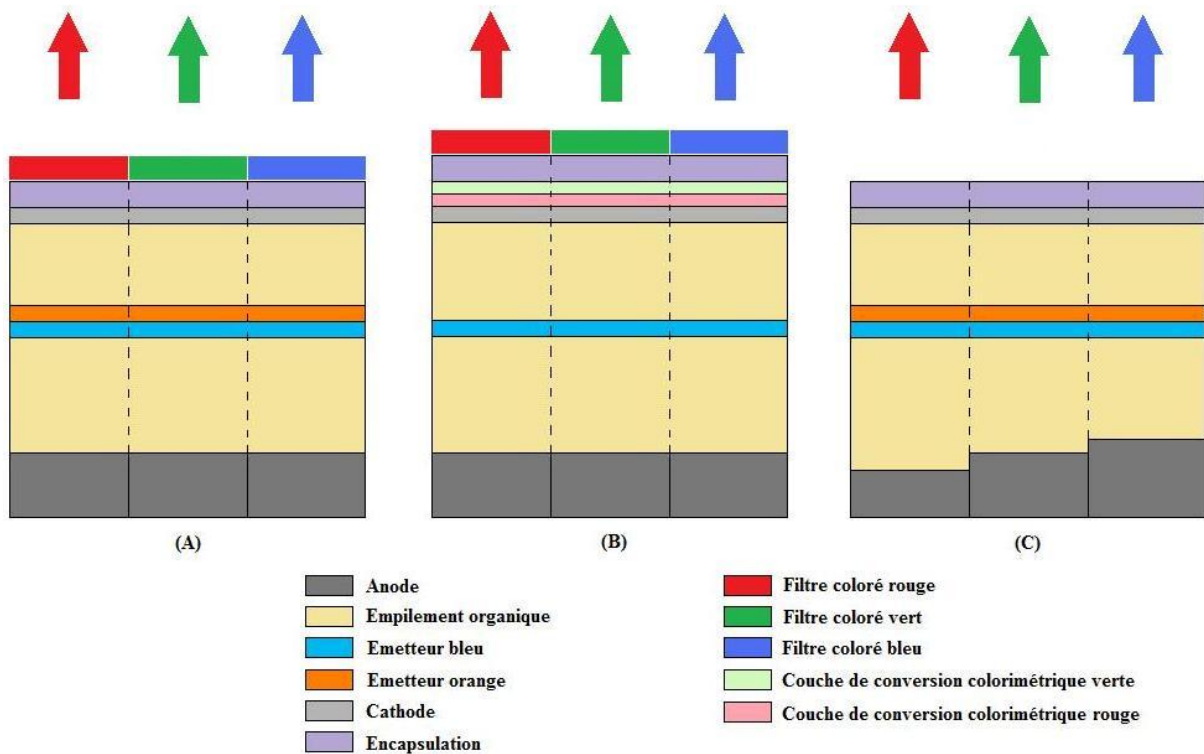 (A)
(B)
(C)
Anode
Empilement organique
Emetteur bleu
Emetteur orange
Cathode
Encapsulation
Filtre coloré rouge
Filtre coloré vert
Filtre coloré bleu
Couche de conversion colorimétrique verte
Couche de conversion colorimétrique rouge